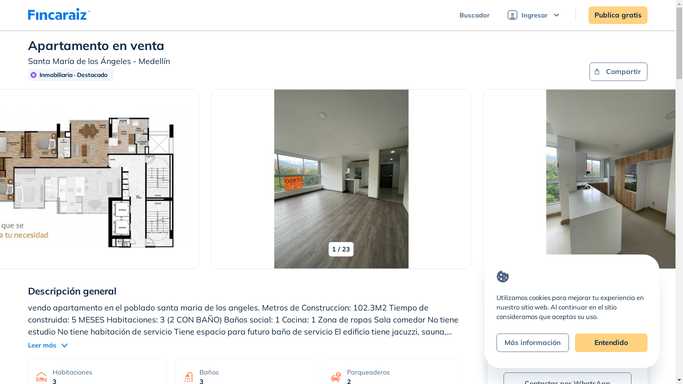 Fincaraiz
Buscador
Ingresar
Publica gratis
Apartamento en venta
Santa María de los Ángeles - Medellín
Inmobiliaria · Destacado
Compartir
que se
a tu necesidad
1 / 23
Descripción general
vendo apartamento en el poblado santa maria de los angeles. Metros de Construcion: 102.3M2 Tiempo de
construida: 5 MESES Habitaciones: 3 (2 CON BAÑO) Baños social: 1 Cocina: 1 Zona de ropas Sala comedor No tiene
estudio No tiene habitación de servicio Tiene espacio para futuro baño de servicio El edificio tiene jacuzzi, sauna,...
Leer más
Habitaciones
3
Baños
3
Parqueaderos
2
Utilizamos cookies para mejorar tu experiencia en
nuestro sitio web. Al continuar en el sitio
consideramos que aceptas su uso.
Más información
Entendido
Contactar por WhatsApp